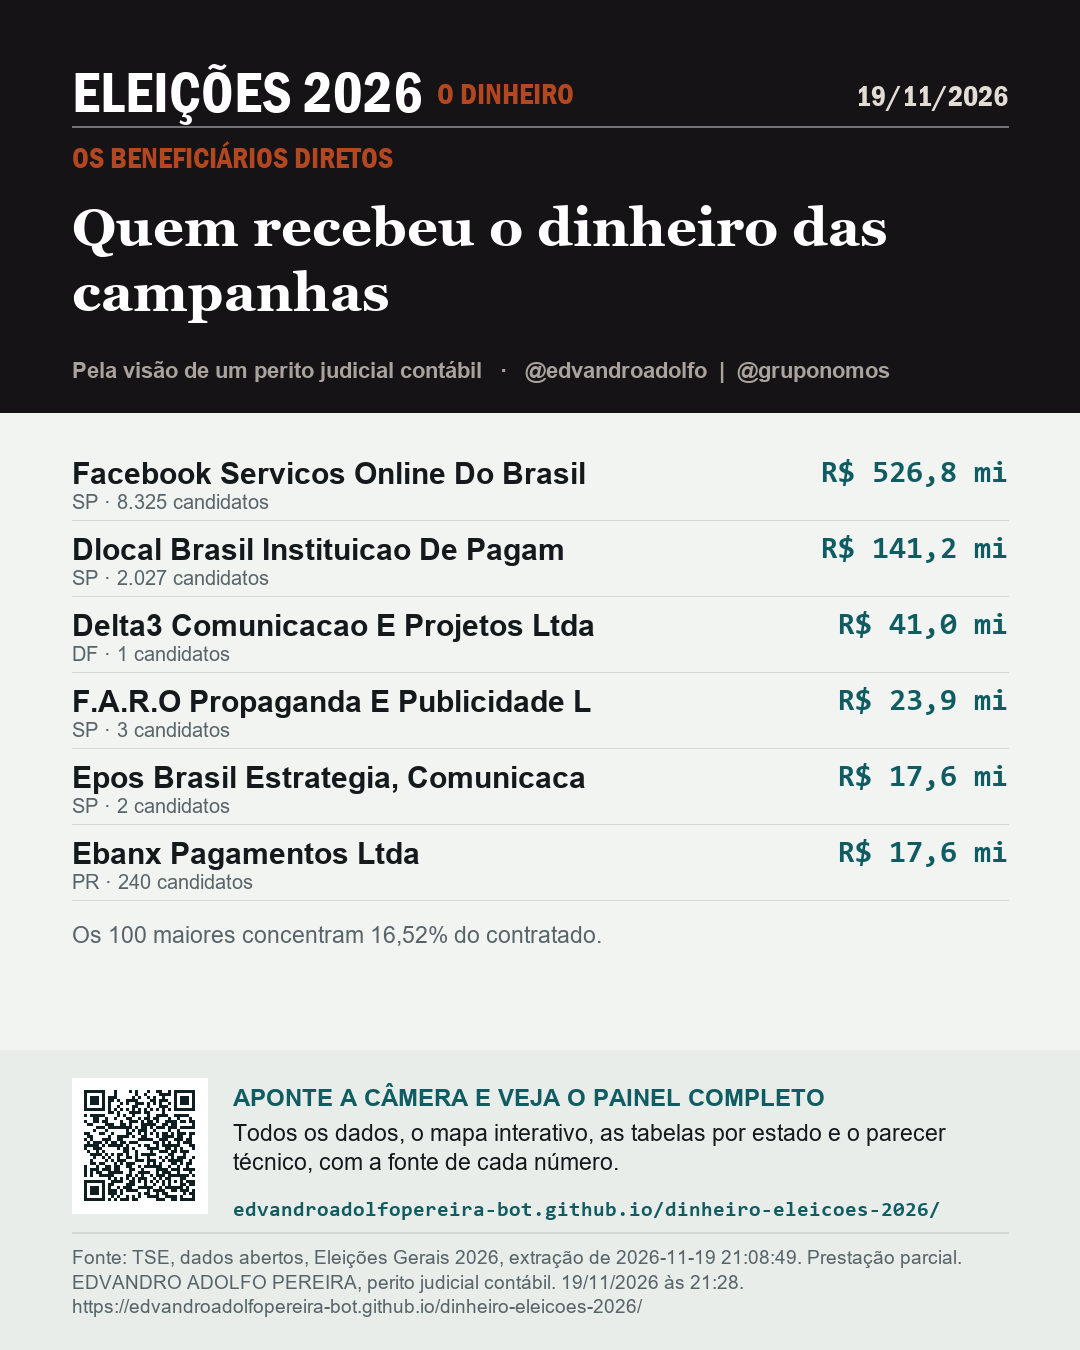 ELEIÇÕES 2026 O DINHEIRO 19/11/2026
OS BENEFICIÁRIOS DIRETOS
Quem recebeu o dinheiro das
campanhas
Pela visão de um perito judicial contábil · @edvandroadolfo | @gruponomos
Facebook Servicos Online Do Brasil R$ 526,8 mi
SP · 8.325 candidatos
Dlocal Brasil Instituicao De Pagam R$ 141,2 mi
SP · 2.027 candidatos
Delta3 Comunicacao E Projetos Ltda R$ 41,0 mi
DF · 1 candidatos
F.A.R.O Propaganda E Publicidade L R$ 23,9 mi
SP · 3 candidatos
Epos Brasil Estrategia, Comunicaca R$ 17,6 mi
SP · 2 candidatos
Ebanx Pagamentos Ltda R$ 17,6 mi
PR · 240 candidatos
Os 100 maiores concentram 16,52% do contratado.
APONTE A CÂMERA E VEJA O PAINEL COMPLETO
Todos os dados, o mapa interativo, as tabelas por estado e o parecer
técnico, com a fonte de cada número.
edvandroadolfopereira-bot.github.io/dinheiro-eleicoes-2026/
Fonte: TSE, dados abertos, Eleições Gerais 2026, extração de 2026-11-19 21:08:49. Prestação parcial.
EDVANDRO ADOLFO PEREIRA, perito judicial contábil. 19/11/2026 às 21:28.
https://edvandroadolfopereira-bot.github.io/dinheiro-eleicoes-2026/